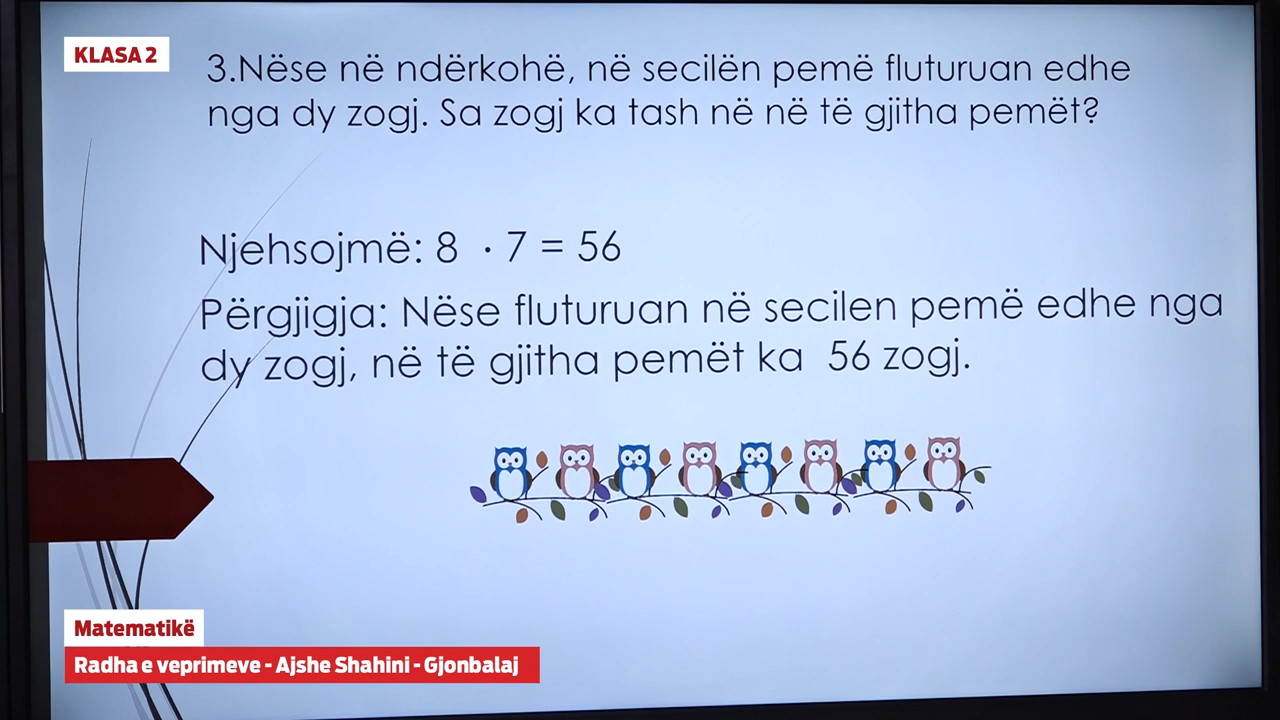 KLASA 2
3.Nëse në ndërkohë, në secilën pemë fluturuan edhe
nga dy zogj. Sa zogj ka tash në në të gjitha pemët?
Njehsojmë: 8 · 7 = 56
Përgjigja: Nëse fluturuan në secilen pemë edhe nga
dy zogj, në të gjitha pemët ka 56 zogj.
Matematikë
Radha e veprimeve - Ajshe Shahini - Gjonbalaj